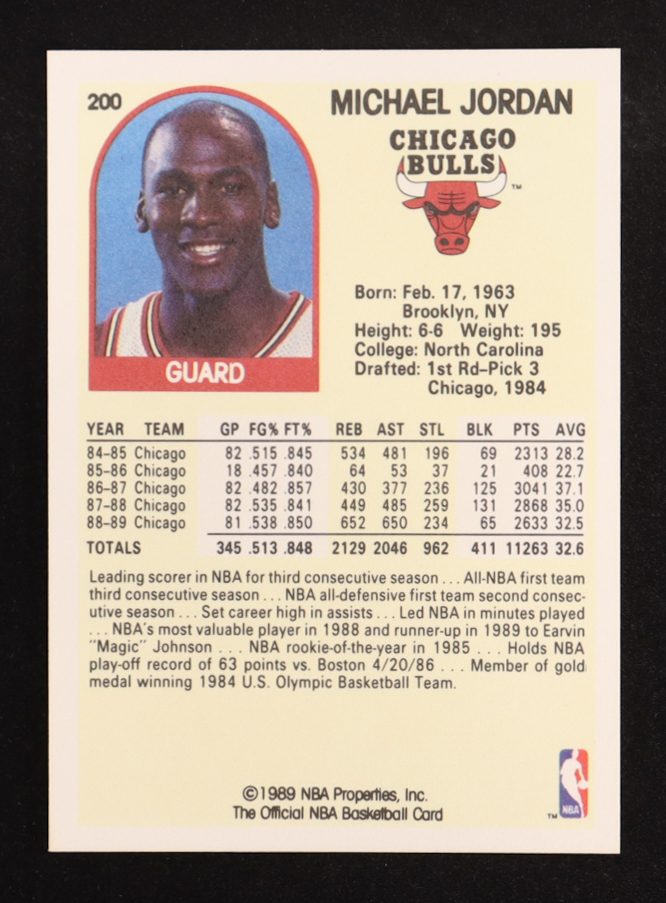 200
MICHAEL JORDAN
CHICAGO
BULLS
TM
Born: Feb. 17, 1963
Brooklyn, NY
Height: 6-6 Weight: 195
College: North Carolina
Drafted: 1st Rd-Pick 3
Chicago, 1984
GUARD
YEAR TEAM GP FG% FT% REB AST STL BLK PTS AVG
84-85 Chicago 82 .515 .845 534 481 196 69 2313 28.2
85-86 Chicago 18 .457 .840 64 53 37 21 408 22.7
86-87 Chicago 82 .482 .857 430 377 236 125 3041 37.1
87-88 Chicago 82 .535 .841 449 485 259 131 2868 35.0
88-89 Chicago 81 .538 .850 652 650 234 65 2633 32.5
TOTALS 345 .513 .848 2129 2046 962 411 11263 32.6
Leading scorer in NBA for third consecutive season . . . All-NBA first team
third consecutive season . . . NBA all-defensive first team second consec-
utive season . . . Set career high in assists . . . Led NBA in minutes played
. . . NBA's most valuable player in 1988 and runner-up in 1989 to Earvin
"Magic" Johnson . . . NBA rookie-of-the-year in 1985 . . . Holds NBA
play-off record of 63 points vs. Boston 4/20/86 . . . Member of gold
medal winning 1984 U.S. Olympic Basketball Team.
©1989 NBA Properties, Inc.
The Official NBA Basketball Card
TM
NBA